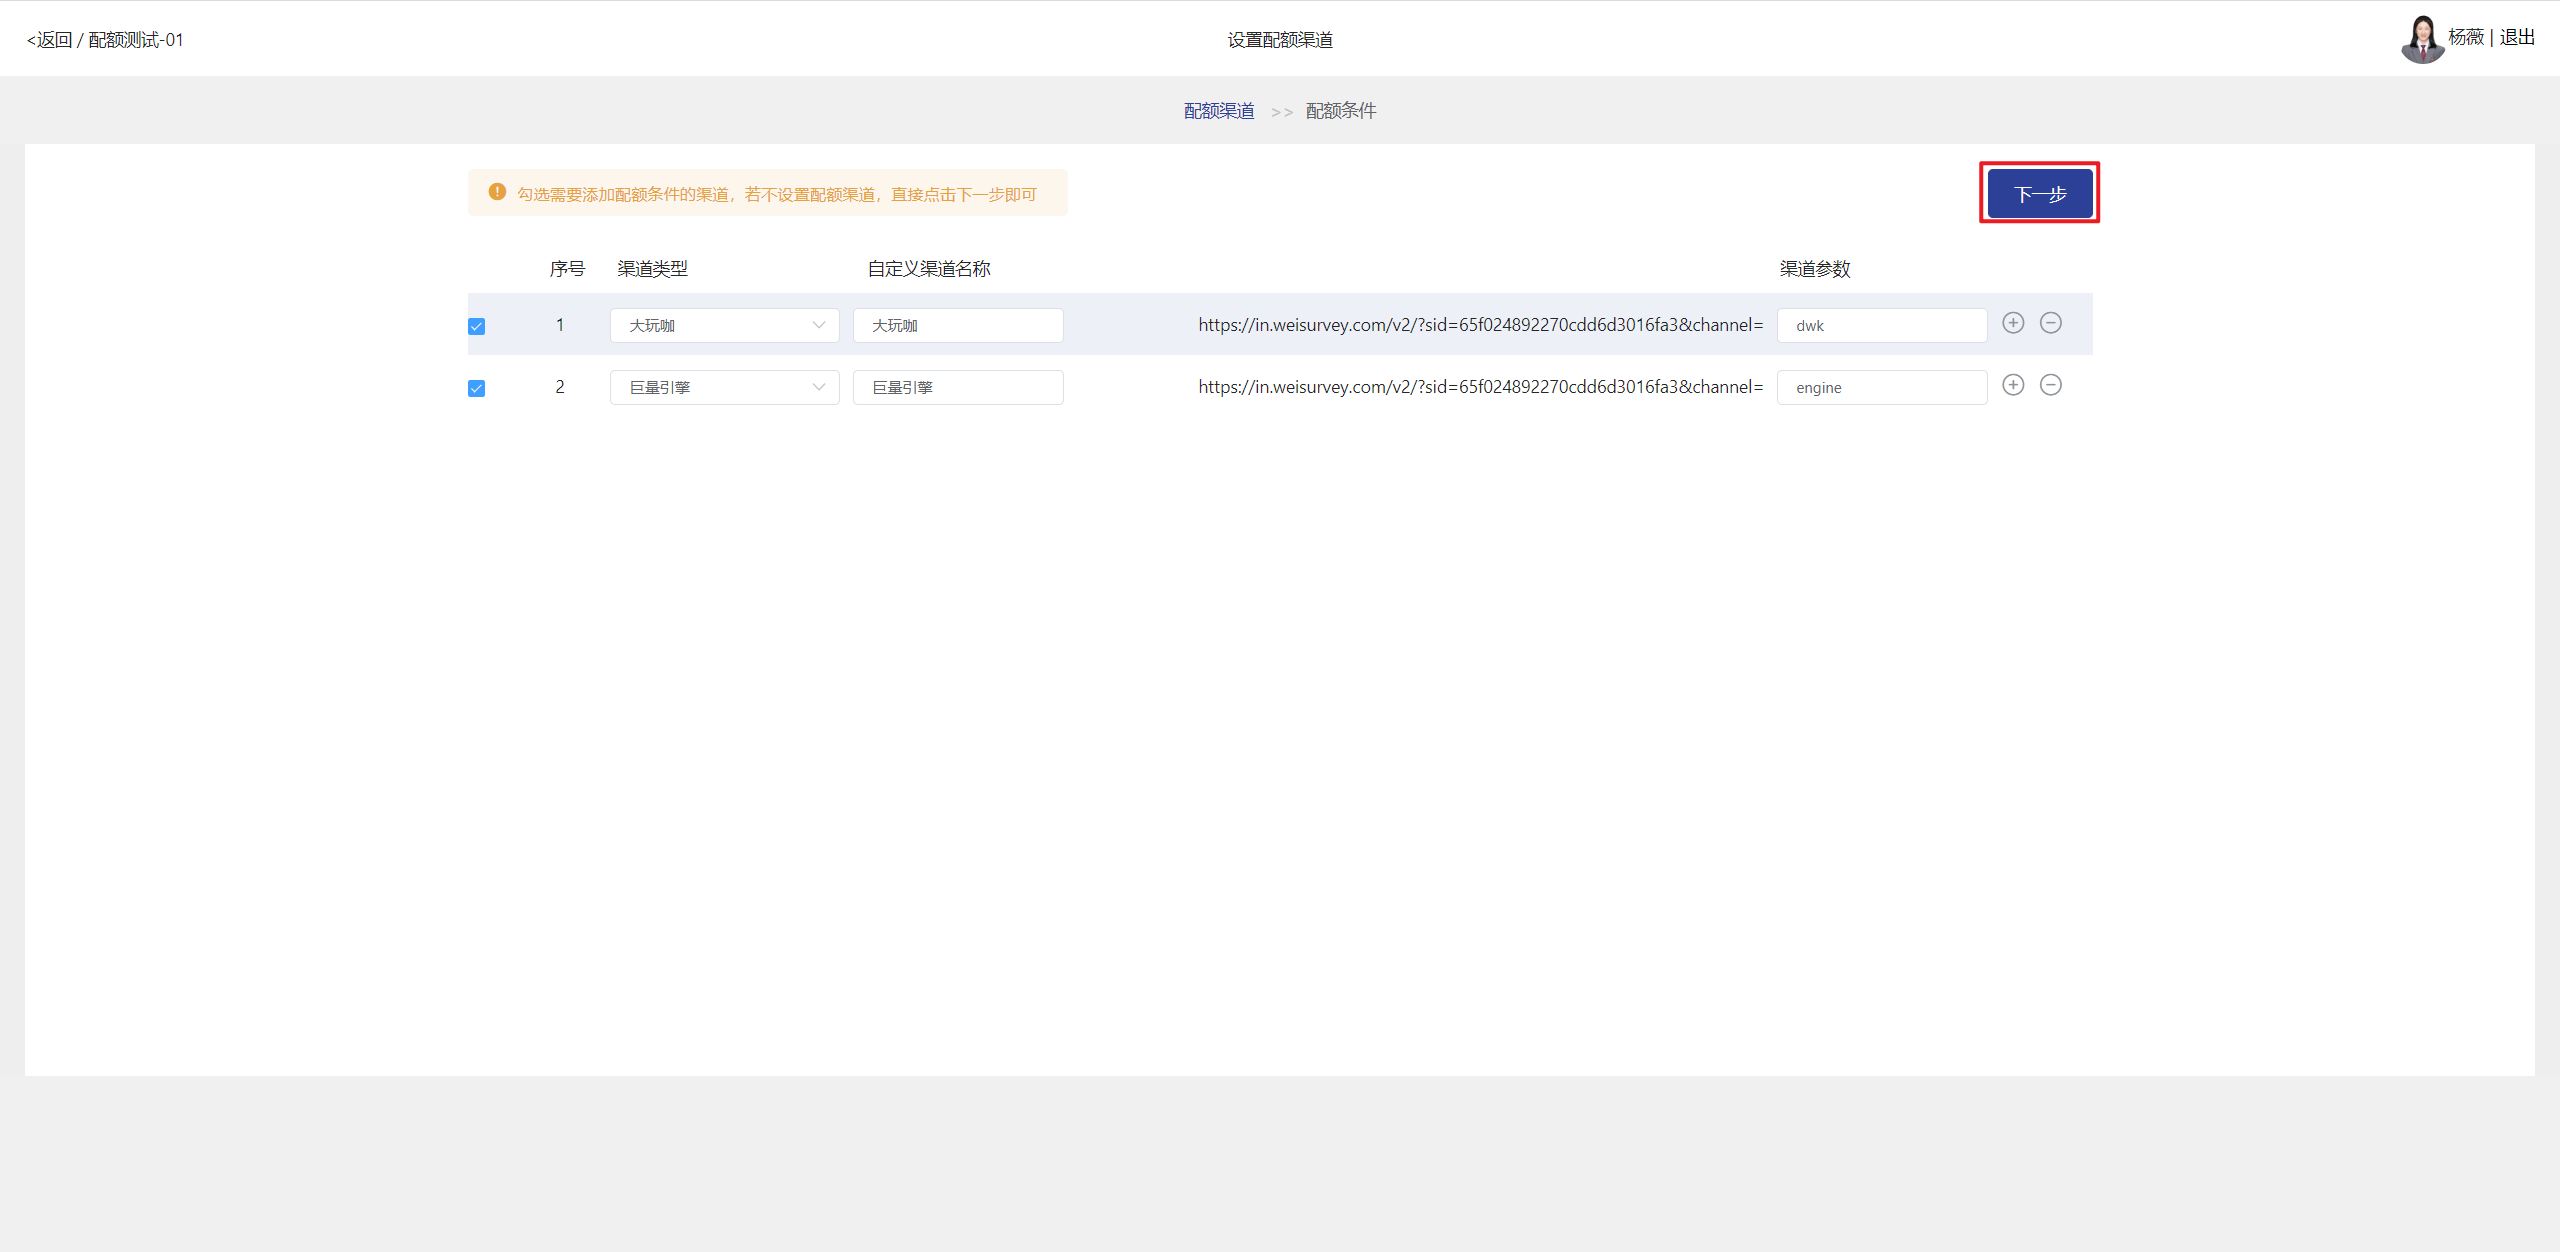 <返回 / 配额测试-01
设置配额渠道
杨薇 | 退出
配额渠道 >> 配额条件
勾选需要添加配额条件的渠道，若不设置配额渠道，直接点击下一步即可
下一步
序号 渠道类型 自定义渠道名称 渠道参数
1 大玩咖 大玩咖 https://in.weisurvey.com/v2/?sid=65f024892270cdd6d3016fa3&channel= dwk
2 巨量引擎 巨量引擎 https://in.weisurvey.com/v2/?sid=65f024892270cdd6d3016fa3&channel= engine